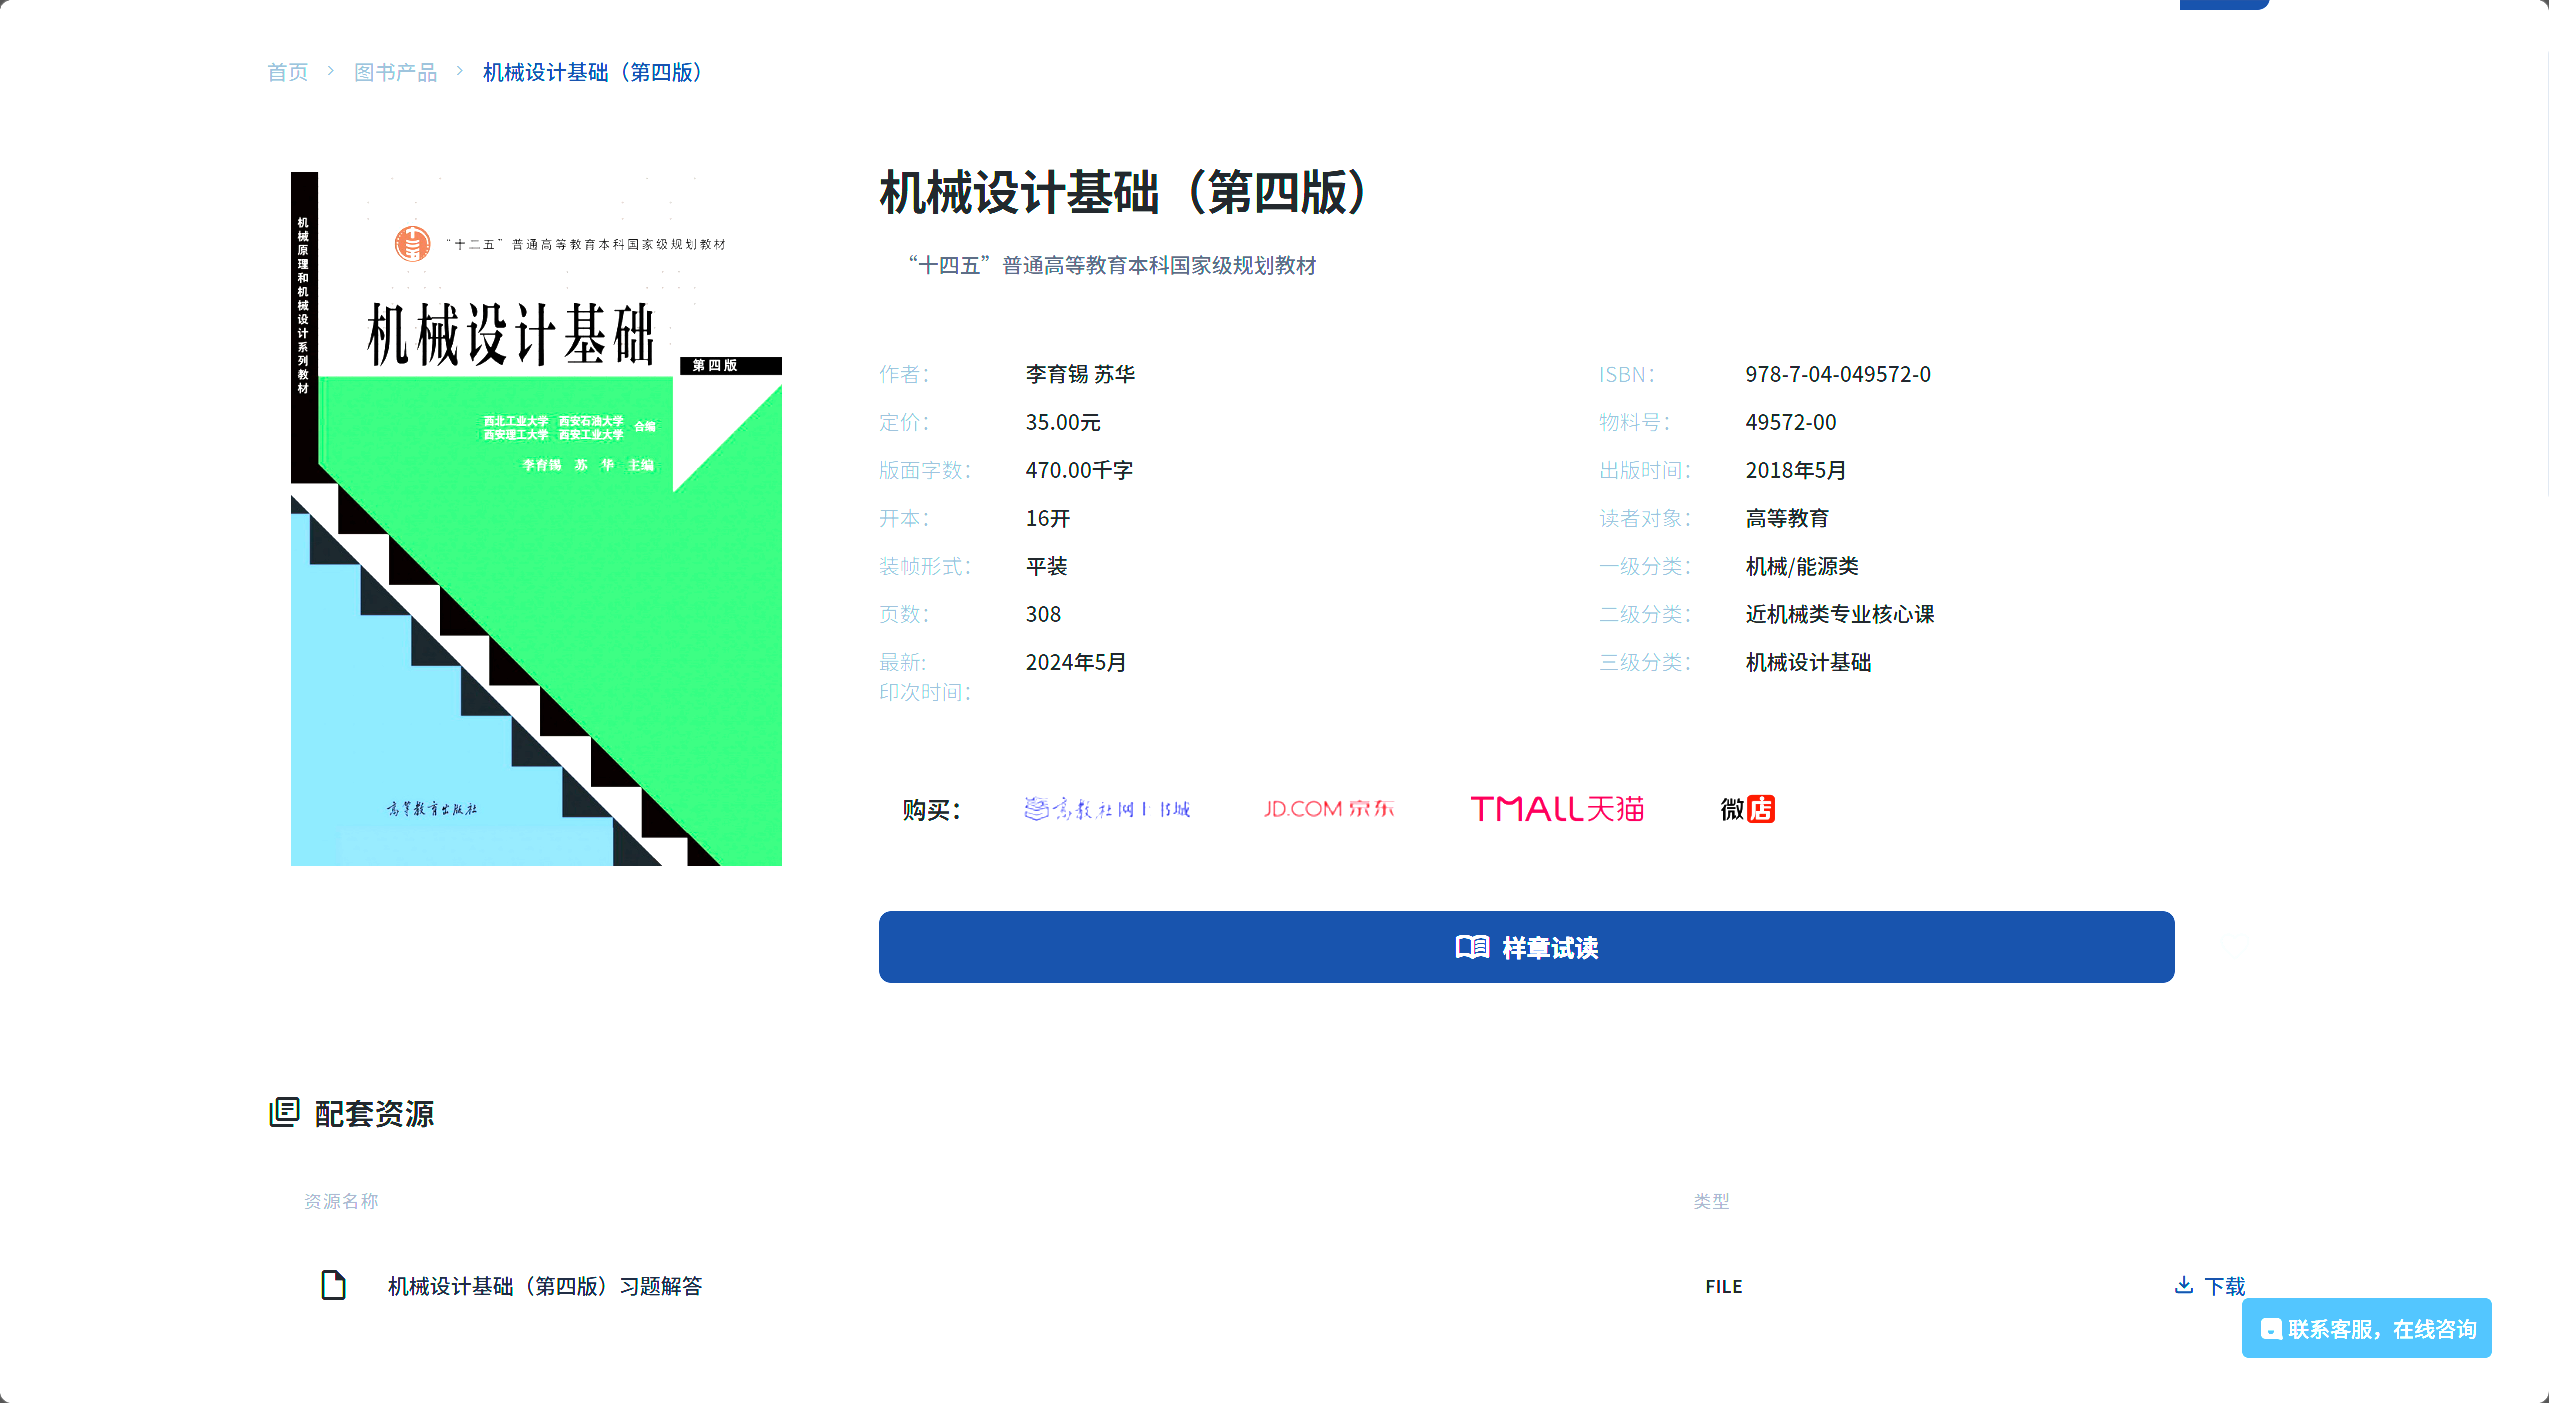 首页 > 图书产品 > 机械设计基础（第四版）
机械原理和机械设计系列教材
“十二五”普通高等教育本科国家级规划教材
机械设计基础
第四版
西北工业大学 西安石油大学
西安理工大学 西安工业大学
合编
李育锡 苏 华 主编
高等教育出版社
机械设计基础（第四版）
“十四五”普通高等教育本科国家级规划教材
作者： 李育锡 苏华
ISBN： 978-7-04-049572-0
定价： 35.00元
物料号： 49572-00
版面字数： 470.00千字
出版时间： 2018年5月
开本： 16开
读者对象： 高等教育
装帧形式： 平装
一级分类： 机械/能源类
页数： 308
二级分类： 近机械类专业核心课
最新: 2024年5月
印次时间：
三级分类： 机械设计基础
购买： 高教社网上书城 JD.COM 京东 TMALL天猫 微店
样章试读
配套资源
资源名称 类型
机械设计基础（第四版）习题解答 FILE 下载
联系客服，在线咨询